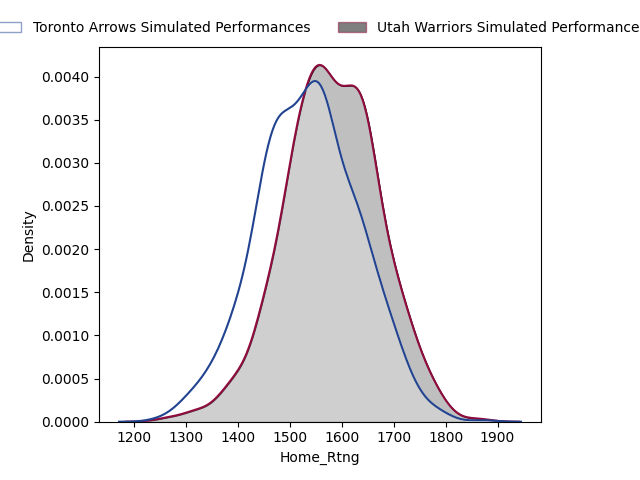 Toronto Arrows Simulated Performances
Utah Warriors Simulated Performance
Density
0.0040
0.0035
0.0030
0.0025
0.0020
0.0015
0.0010
0.0005
0.0000
1200 1300 1400 1500 1600 1700 1800 1900
Home_Rtng